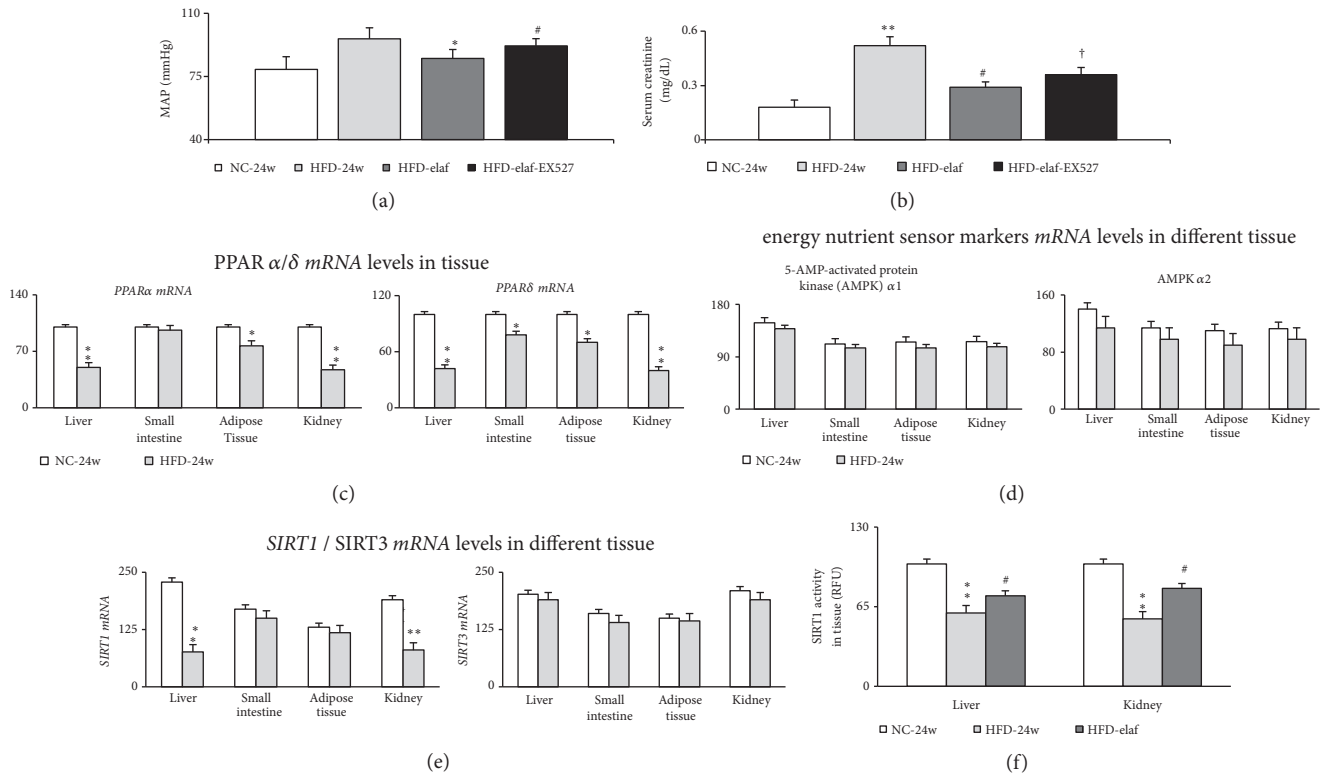 110
75
40
MAP (mmHg)
*
#
NC-24w HFD-24w HFD-elaf HFD-elaf-EX527
(a)
0.6
0.3
0
Serum creatinine
(mg/dL)
**
#
†
NC-24w HFD-24w HFD-elaf HFD-elaf-EX527
(b)
PPAR α/δ mRNA levels in tissue
PPARα mRNA
140
70
0
*
*
*
*
*
Liver Small intestine Adipose Tissue Kidney
PPARδ mRNA
120
60
0
*
*
*
*
*
*
Liver Small intestine Adipose tissue Kidney
NC-24w HFD-24w
(c)
energy nutrient sensor markers mRNA levels in different tissue
5-AMP-activated protein
kinase (AMPK) α1
180
90
0
Liver Small intestine Adipose tissue Kidney
AMPK α2
160
80
0
Liver Small intestine Adipose tissue Kidney
NC-24w HFD-24w
(d)
SIRT1 / SIRT3 mRNA levels in different tissue
250
125
0
SIRT1 mRNA
*
*
**
Liver Small intestine Adipose tissue Kidney
250
125
0
SIRT3 mRNA
Liver Small intestine Adipose tissue Kidney
(e)
130
65
0
SIRT1 activity
in tissue (RFU)
*
*
#
*
*
#
Liver Kidney
NC-24w HFD-24w HFD-elaf
(f)